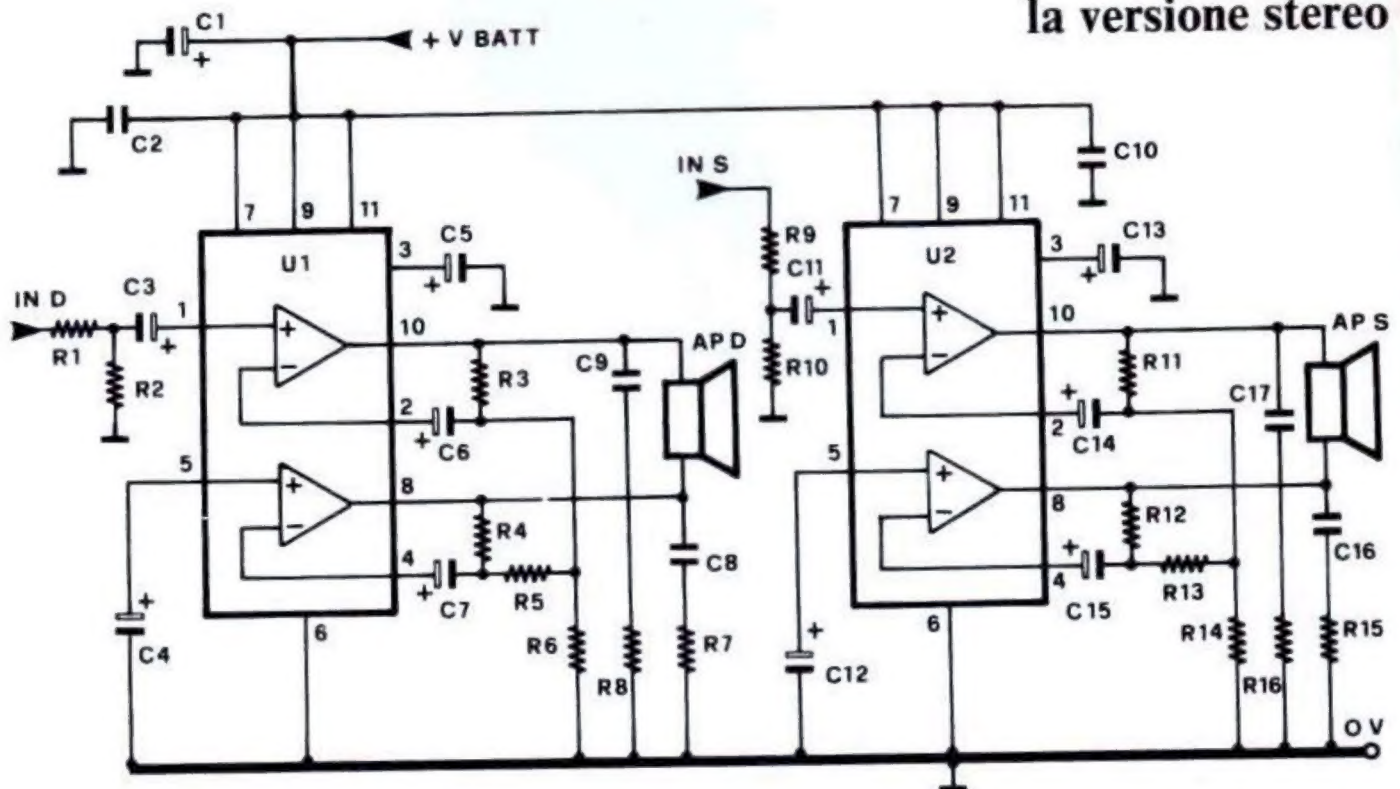 la versione stereo
C1
+
+ V BATT
C2
C10
IN S
7 9 11
7 9 11
R9
C11
+
R10
U1
3
C5
+
U2
3
C13
+
IN D
R1
R2
C3
+
1
1
+
−
10
R3
C9
AP D
2
+
C6
5
+
−
8
R4
4
+
C7
R5
R6
R8
C8
R7
+
C4
6
+
−
10
R11
C17
AP S
+
2
C14
5
+
−
8
R12
+
4
C15
R13
R14
R16
C16
R15
+
C12
6
0 V